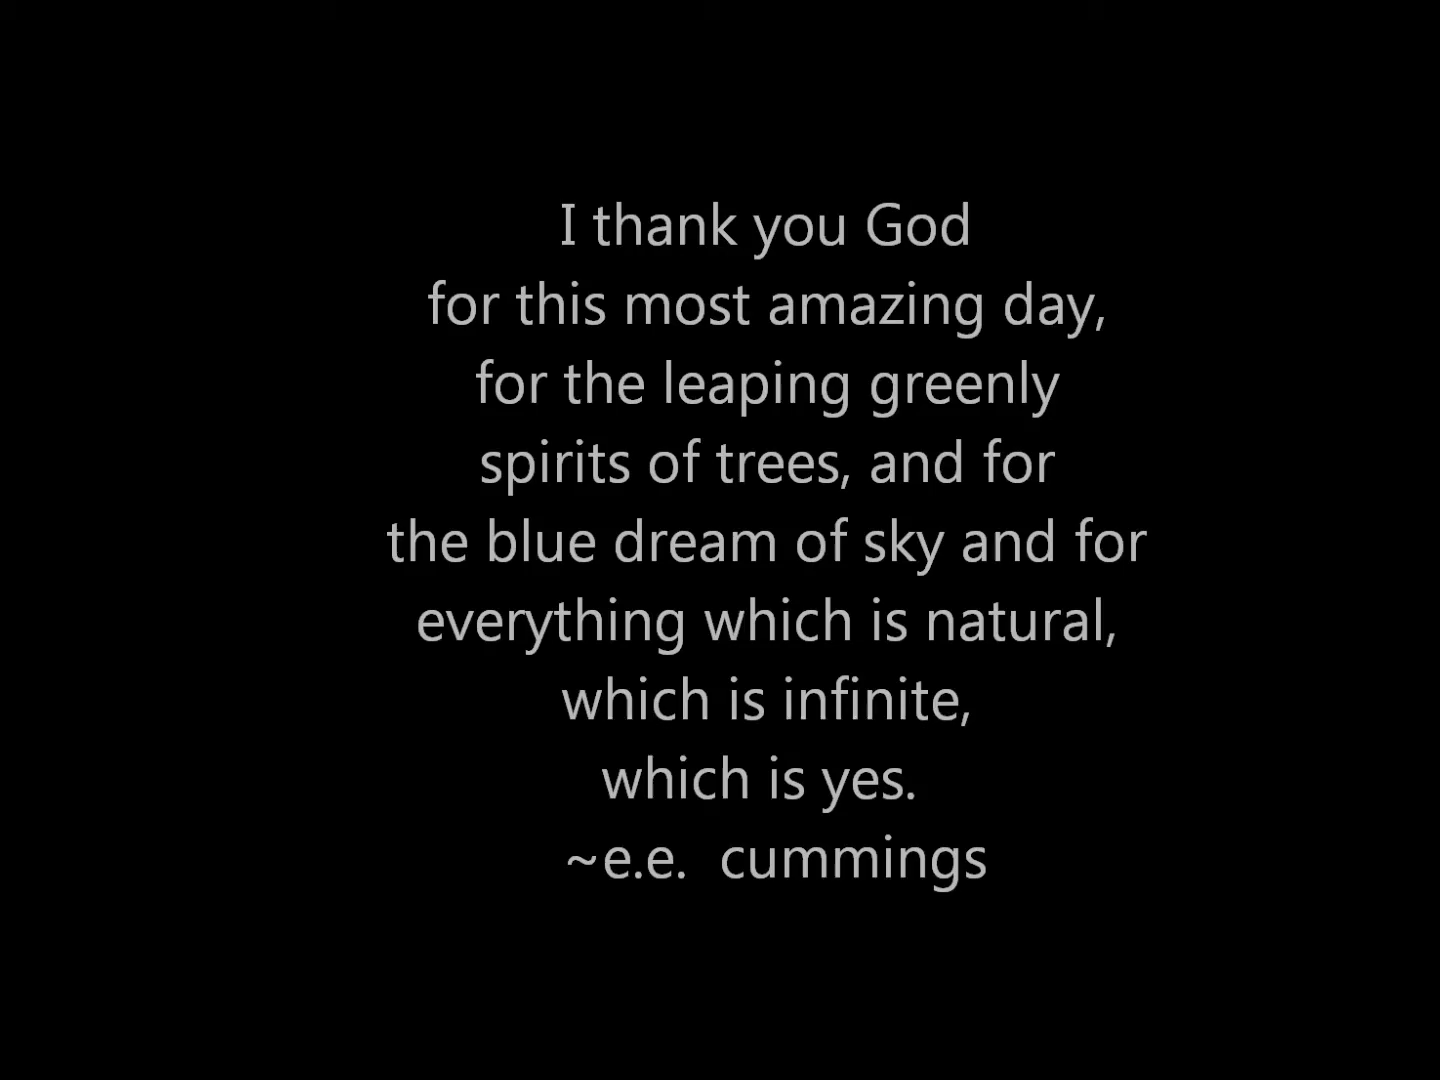 I thank you God
for this most amazing day,
for the leaping greenly
spirits of trees, and for
the blue dream of sky and for
everything which is natural,
which is infinite,
which is yes.
~e.e.  cummings